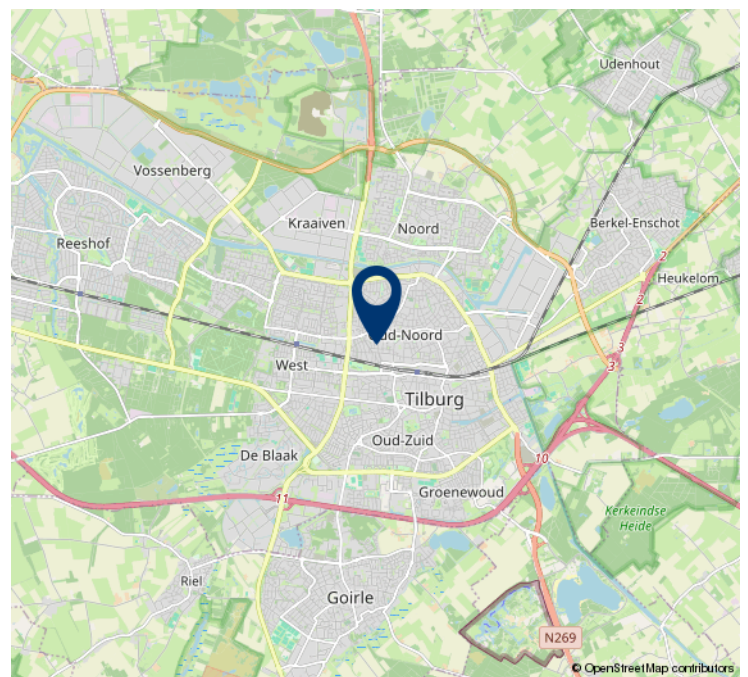 Udenhout
Vossenberg
Kraaiven
Noord
Berkel-Enschot
Reeshof
2
Heukelom
2
ud-Noord
3
West
3
Tilburg
Oud-Zuid
De Blaak
10
Groenewoud
11
Kerkeindse
Heide
Riel
Goirle
N269
© OpenStreetMap contributors